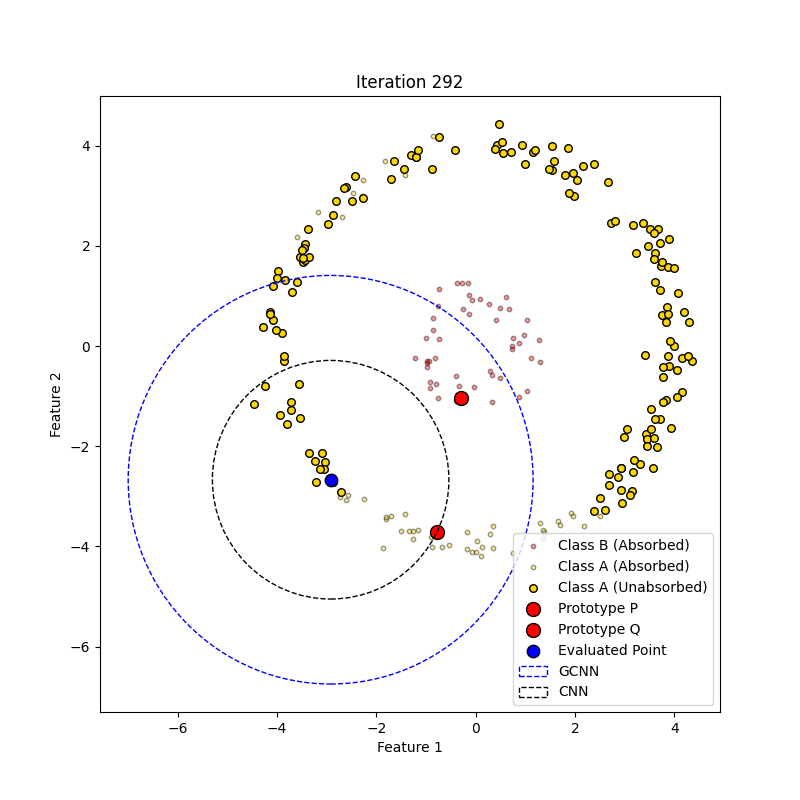 Iteration 292
Feature 2
4
2
0
−2
−4
−6
−6
−4
−2
0
2
4
Feature 1
Class B (Absorbed)
Class A (Absorbed)
Class A (Unabsorbed)
Prototype P
Prototype Q
Evaluated Point
GCNN
CNN